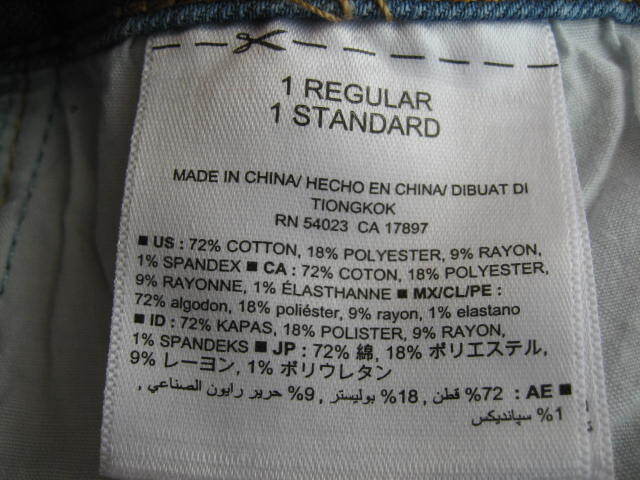 1 REGULAR
1 STANDARD
MADE IN CHINA/ HECHO EN CHINA/ DIBUAT DI
TIONGKOK
RN 54023 CA 17897
■ US : 72% COTTON, 18% POLYESTER, 9% RAYON,
1% SPANDEX ■ CA : 72% COTON, 18% POLYESTER,
9% RAYONNE, 1% ÉLASTHANNE ■ MX/CL/PE :
72% algodon, 18% poliéster, 9% rayon, 1% elastano
■ ID : 72% KAPAS, 18% POLISTER, 9% RAYON,
1% SPANDEKS ■ JP : 72% 綿, 18% ポリエステル,
9% レーヨン, 1% ポリウレタン
■ AE : 72% قطن , 18% بوليستر , 9% حرير رايون الصناعي ,
1% سپانديكس